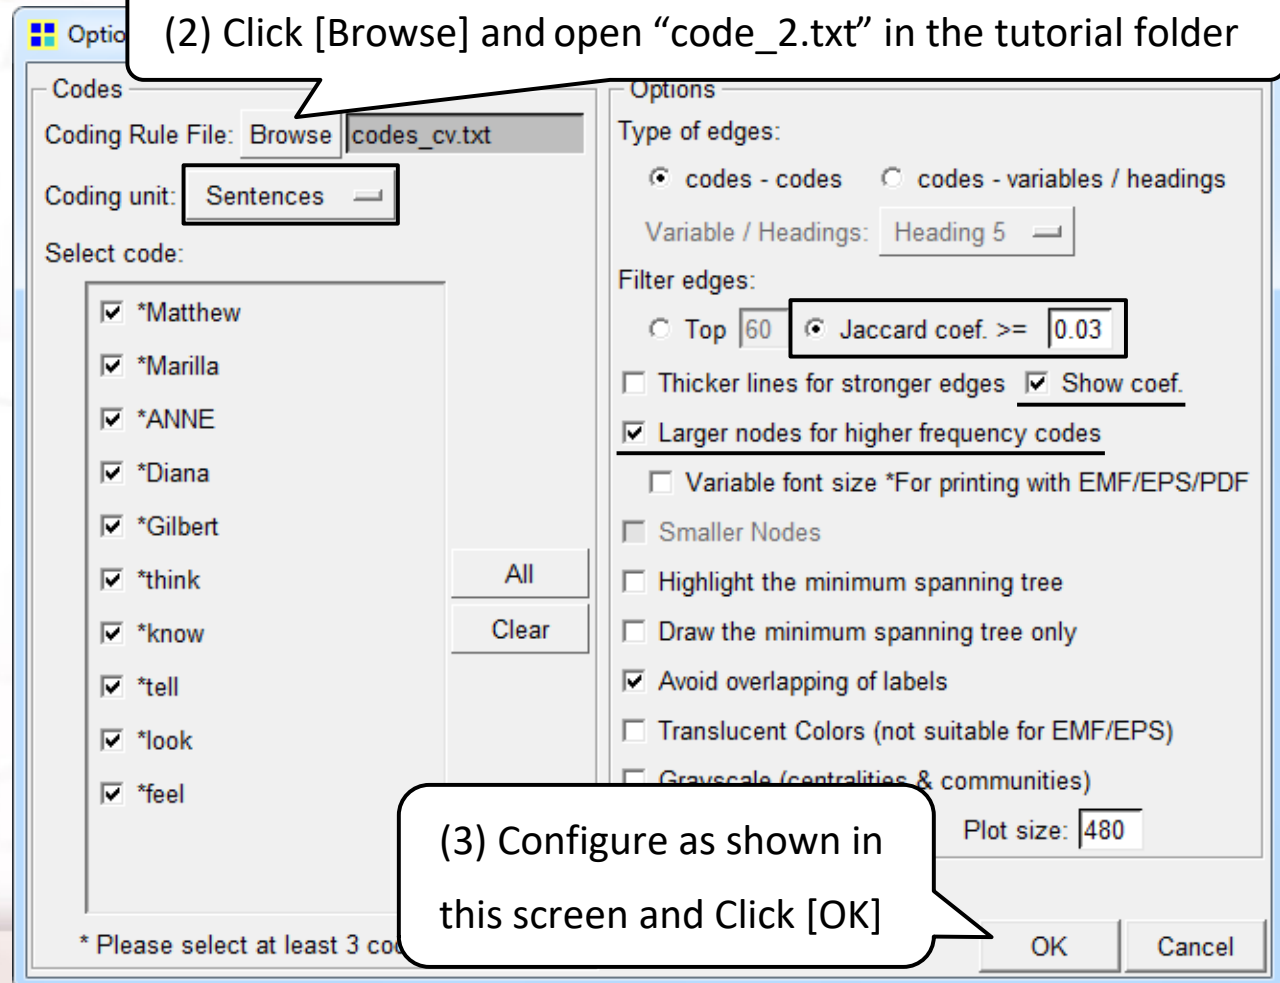 (2) Click [Browse] and open “code_2.txt” in the tutorial folder
Optio
Codes
Coding Rule File: Browse codes_cv.txt
Coding unit: Sentences
Select code:
*Matthew
*Marilla
*ANNE
*Diana
*Gilbert
*think
*know
*tell
*look
*feel
All
Clear
* Please select at least 3 co
Options
Type of edges:
codes - codes codes - variables / headings
Variable / Headings: Heading 5
Filter edges:
Top 60 Jaccard coef. >= 0.03
Thicker lines for stronger edges Show coef.
Larger nodes for higher frequency codes
Variable font size *For printing with EMF/EPS/PDF
Smaller Nodes
Highlight the minimum spanning tree
Draw the minimum spanning tree only
Avoid overlapping of labels
Translucent Colors (not suitable for EMF/EPS)
Grayscale (centralities & communities)
Plot size: 480
(3) Configure as shown in
this screen and Click [OK]
OK Cancel